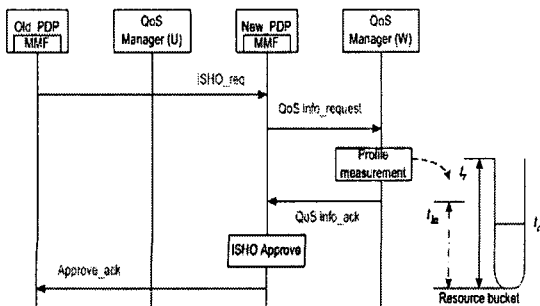 Old_PDP
MMF
QoS
Manager (U)
New_PDP
MMF
QoS
Manager (W)
ISHO_req
QoS info_request
Profile
measurement
QoS info_ack
ISHO Approve
Approve_ack
Resource bucket